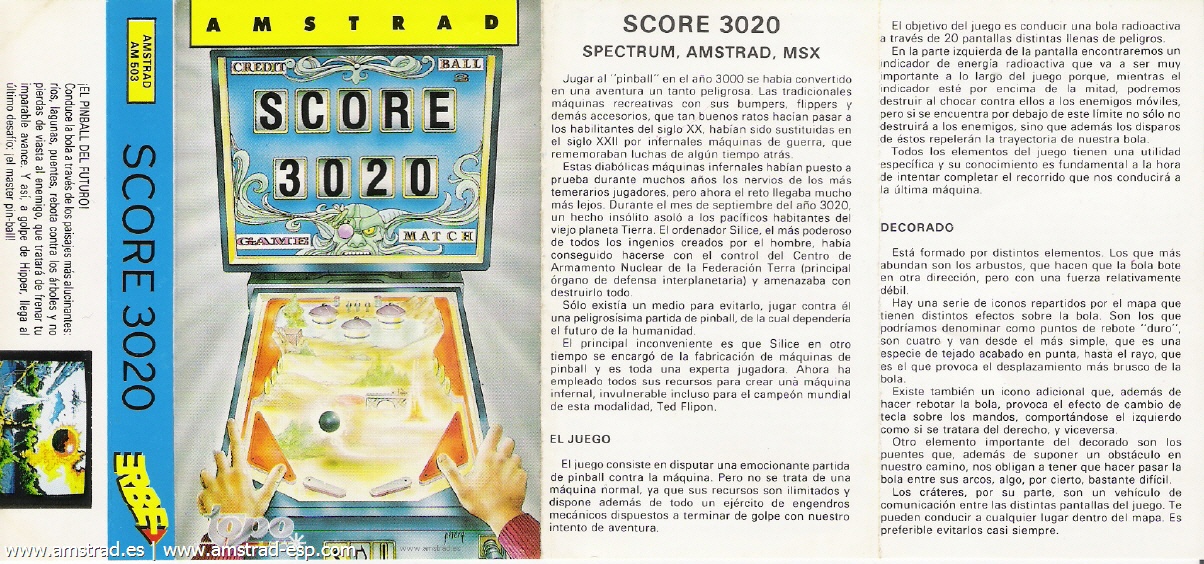 ¡EL PINBALL DEL FUTURO!
Conduce la bola a través de los paisajes más alucinantes:
ríos, lagunas, puentes, rebota contra los árboles y no
pierdas de viasta al enemigo, que tratará de frenar tu
imparable avance. Y así, a golpe de Hipper, llega al
último desafío: ¡el master pin-ball!
AMSTRAD
AM 503
SCORE 3020
ERBE
AMSTRAD
CREDIT
BALL
2
SCORE
3020
GAME
MATCH
topo
www.amstrad.es
www.amstrad.es | www.amstrad-esp.com
SCORE 3020
SPECTRUM, AMSTRAD, MSX
Jugar al "pinball" en el año 3000 se había convertido
en una aventura un tanto peligrosa. Las tradicionales
máquinas recreativas con sus bumpers, flippers y
demás accesorios, que tan buenos ratos hacían pasar a
los habilitantes del siglo XX, habían sido sustituidas en
el siglo XXII por infernales máquinas de guerra, que
rememoraban luchas de algún tiempo atrás.
Estas diabólicas máquinas infernales habían puesto a
prueba durante muchos años los nervios de los más
temerarios jugadores, pero ahora el reto llegaba mucho
más lejos. Durante el mes de septiembre del año 3020,
un hecho insólito asoló a los pacíficos habitantes del
viejo planeta Tierra. El ordenador Silice, el más poderoso
de todos los ingenios creados por el hombre, había
conseguido hacerse con el control del Centro de
Armamento Nuclear de la Federación Terra (principal
órgano de defensa interplanetaria) y amenazaba con
destruirlo todo.
Sólo existía un medio para evitarlo, jugar contra él
una peligrosísima partida de pinball, de la cual dependería
el futuro de la humanidad.
El principal inconveniente es que Silice en otro
tiempo se encargó de la fabricación de máquinas de
pinball y es toda una experta jugadora. Ahora ha
empleado todos sus recursos para crear una máquina
infernal, invulnerable incluso para el campeón mundial
de esta modalidad, Ted Flipon.
EL JUEGO
El juego consiste en disputar una emocionante partida
de pinball contra la máquina. Pero no se trata de una
máquina normal, ya que sus recursos son ilimitados y
dispone además de todo un ejército de engendros
mecánicos dispuestos a terminar de golpe con nuestro
intento de aventura.
El objetivo del juego es conducir una bola radioactiva
a través de 20 pantallas distintas llenas de peligros.
En la parte izquierda de la pantalla encontraremos un
indicador de energía radioactiva que va a ser muy
importante a lo largo del juego porque, mientras el
indicador esté por encima de la mitad, podremos
destruir al chocar contra ellos a los enemigos móviles,
pero si se encuentra por debajo de este límite no sólo no
destruirá a los enemigos, sino que además los disparos
de éstos repelerán la trayectoria de nuestra bola.
Todos los elementos del juego tienen una utilidad
específica y su conocimiento es fundamental a la hora
de intentar completar el recorrido que nos conducirá a
la última máquina.
DECORADO
Está formado por distintos elementos. Los que más
abundan son los arbustos, que hacen que la bola bote
en otra dirección, pero con una fuerza relativamente
débil.
Hay una serie de iconos repartidos por el mapa que
tienen distintos efectos sobre la bola. Son los que
podríamos denominar como puntos de rebote "duro",
son cuatro y van desde el más simple, que es una
especie de tejado acabado en punta, hasta el rayo, que
es el que provoca el desplazamiento más brusco de la
bola.
Existe también un icono adicional que, además de
hacer rebotar la bola, provoca el efecto de cambio de
tecla sobre los mandos, comportándose el izquierdo
como si se tratara del derecho, y viceversa.
Otro elemento importante del decorado son los
puentes que, además de suponer un obstáculo en
nuestro camino, nos obligan a tener que hacer pasar la
bola entre sus arcos, algo, por cierto, bastante difícil.
Los cráteres, por su parte, son un vehículo de
comunicación entre las distintas pantallas del juego. Te
pueden conducir a cualquier lugar dentro del mapa. Es
preferible evitarlos casi siempre.